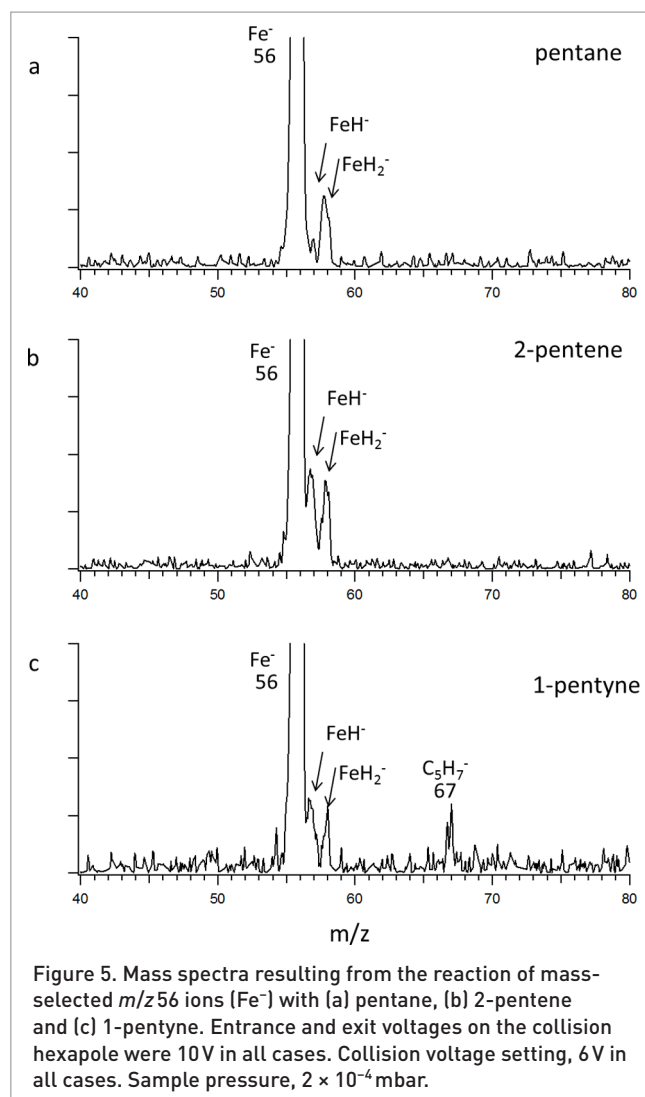 a
Fe⁻
56
pentane
FeH⁻
FeH₂⁻
40 50 60 70 80
b
Fe⁻
56
2-pentene
FeH⁻
FeH₂⁻
40 50 60 70 80
c
Fe⁻
56
1-pentyne
FeH⁻
FeH₂⁻
C₅H₇⁻
67
40 50 60 70 80
m/z
Figure 5. Mass spectra resulting from the reaction of mass-
selected m/z 56 ions (Fe⁻) with (a) pentane, (b) 2-pentene
and (c) 1-pentyne. Entrance and exit voltages on the collision
hexapole were 10 V in all cases. Collision voltage setting, 6 V in
all cases. Sample pressure, 2 × 10⁻⁴ mbar.